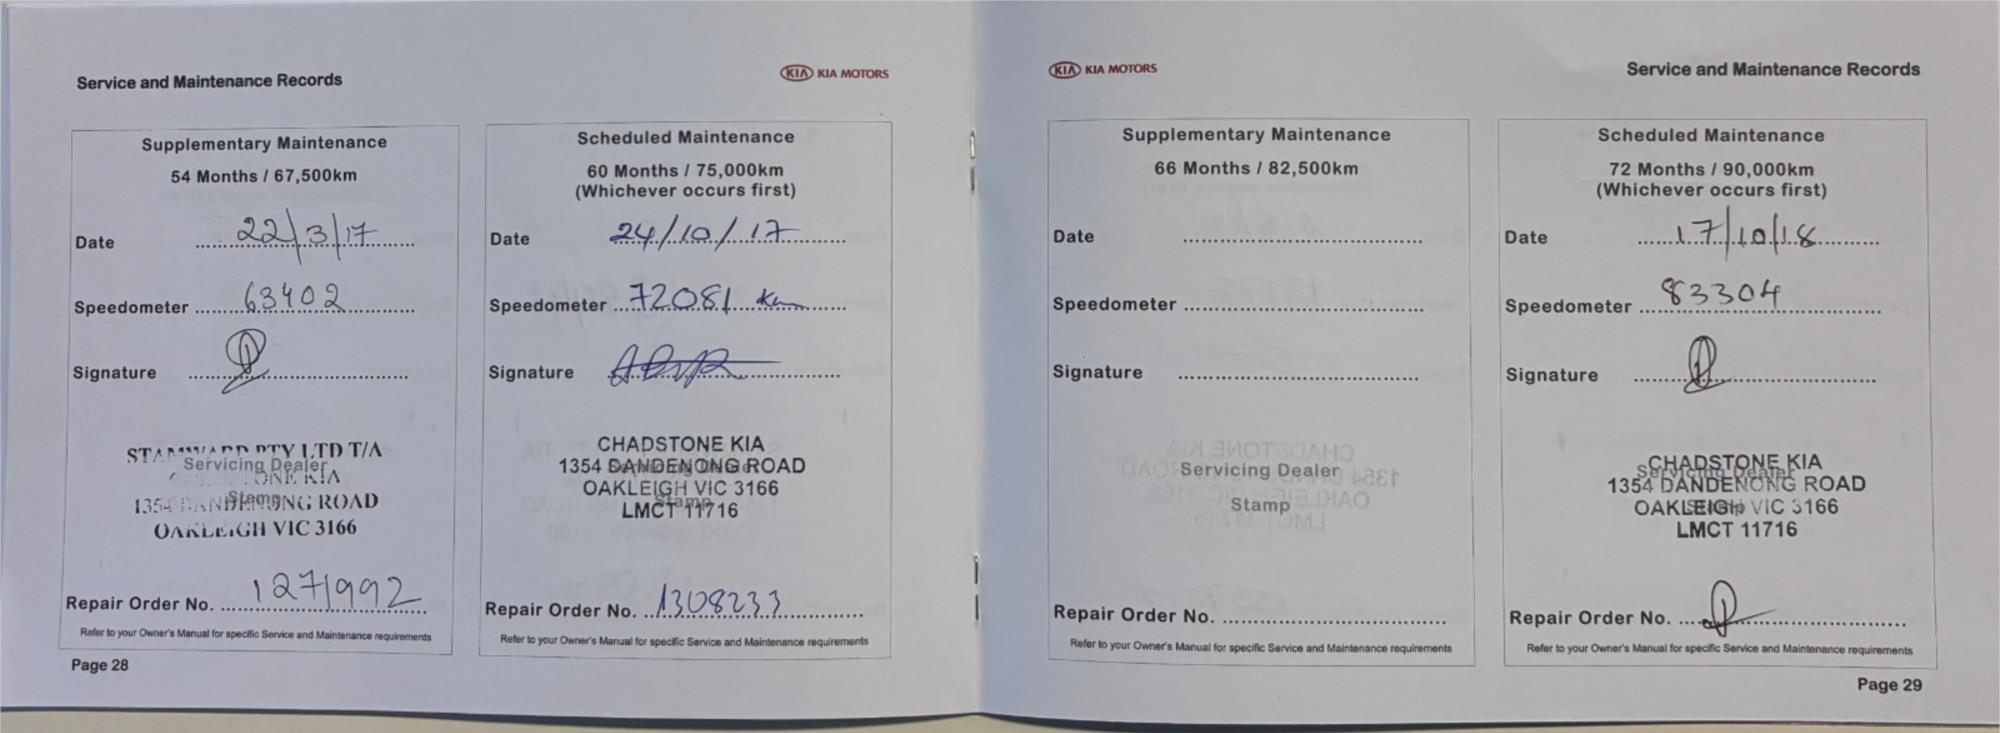 Service and Maintenance Records
KIA KIA MOTORS
Supplementary Maintenance
54 Months / 67,500km
Date 22/3/17
Speedometer 63402
Signature
PTY LTD T/A
Servicing Dealer
KIA
Stamp
1354 ROAD
OAKLEIGH VIC 3166
Repair Order No. 1271992
Refer to your Owner's Manual for specific Service and Maintenance requirements
Page 28
Scheduled Maintenance
60 Months / 75,000km
(Whichever occurs first)
Date 24/10/17
Speedometer 72081 Km
Signature
CHADSTONE KIA
1354 DANDENONG ROAD
OAKLEIGH VIC 3166
Stamp
LMCT 11716
Repair Order No. 1308233
Refer to your Owner's Manual for specific Service and Maintenance requirements
KIA KIA MOTORS
Service and Maintenance Records
Supplementary Maintenance
66 Months / 82,500km
Date
Speedometer
Signature
Servicing Dealer
Stamp
Repair Order No.
Refer to your Owner's Manual for specific Service and Maintenance requirements
Scheduled Maintenance
72 Months / 90,000km
(Whichever occurs first)
Date 17/10/18
Speedometer 83304
Signature
CHADSTONE KIA
Servicing Dealer
1354 DANDENONG ROAD
OAKLEIGH VIC 3166
LMCT 11716
Repair Order No.
Refer to your Owner's Manual for specific Service and Maintenance requirements
Page 29